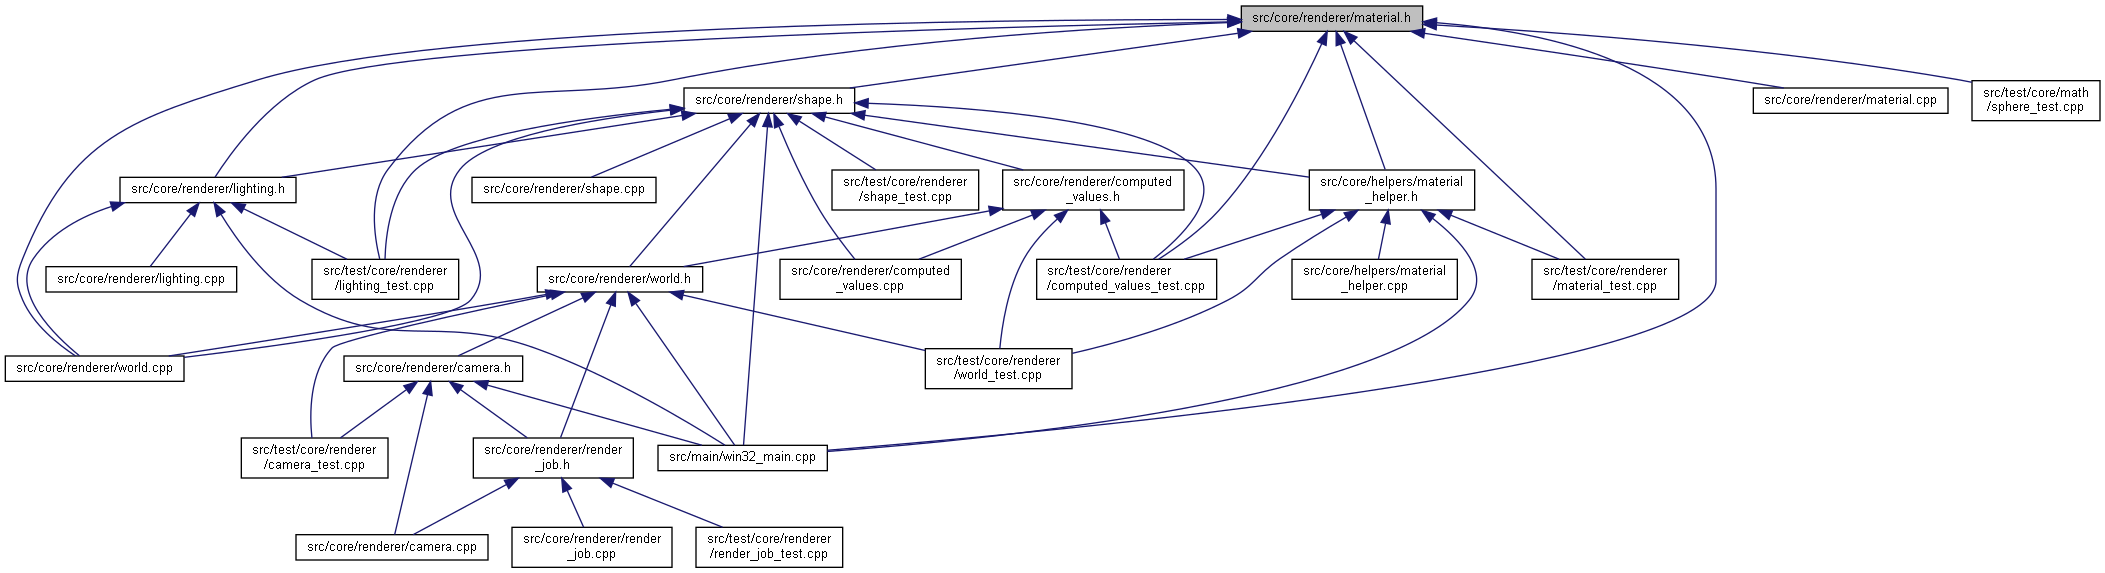 src/core/renderer/material.h
src/core/renderer/shape.h
src/core/renderer/material.cpp
src/test/core/math
/sphere_test.cpp
src/core/renderer/lighting.h
src/core/renderer/shape.cpp
src/test/core/renderer
/shape_test.cpp
src/core/renderer/computed
_values.h
src/core/helpers/material
_helper.h
src/core/renderer/lighting.cpp
src/test/core/renderer
/lighting_test.cpp
src/core/renderer/world.h
src/core/renderer/computed
_values.cpp
src/test/core/renderer
/computed_values_test.cpp
src/core/helpers/material
_helper.cpp
src/test/core/renderer
/material_test.cpp
src/core/renderer/world.cpp
src/core/renderer/camera.h
src/test/core/renderer
/world_test.cpp
src/test/core/renderer
/camera_test.cpp
src/core/renderer/render
_job.h
src/main/win32_main.cpp
src/core/renderer/camera.cpp
src/core/renderer/render
_job.cpp
src/test/core/renderer
/render_job_test.cpp